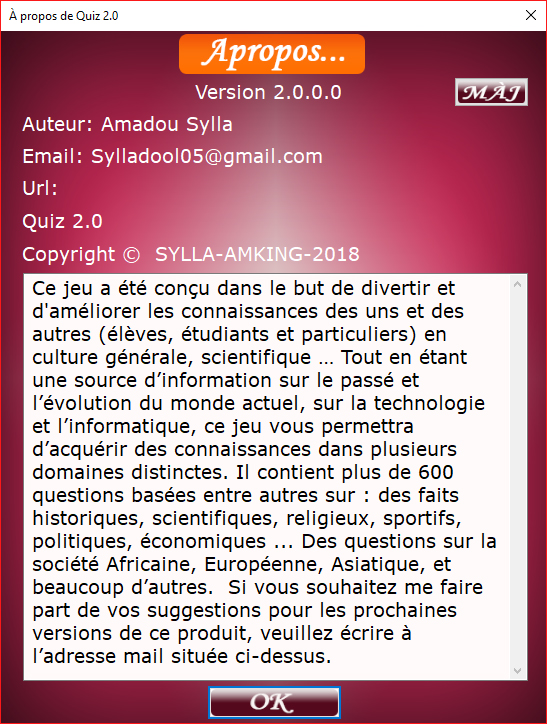 À propos de Quiz 2.0
Apropos...
Version 2.0.0.0
MÀJ
Auteur: Amadou Sylla
Email: Sylladool05@gmail.com
Url:
Quiz 2.0
Copyright ©  SYLLA-AMKING-2018
Ce jeu a été conçu dans le but de divertir et
d'améliorer les connaissances des uns et des
autres (élèves, étudiants et particuliers) en
culture générale, scientifique … Tout en étant
une source d’information sur le passé et
l’évolution du monde actuel, sur la technologie
et l’informatique, ce jeu vous permettra
d’acquérir des connaissances dans plusieurs
domaines distinctes. Il contient plus de 600
questions basées entre autres sur : des faits
historiques, scientifiques, religieux, sportifs,
politiques, économiques ... Des questions sur la
société Africaine, Européenne, Asiatique, et
beaucoup d’autres.  Si vous souhaitez me faire
part de vos suggestions pour les prochaines
versions de ce produit, veuillez écrire à
l’adresse mail située ci-dessus.
OK